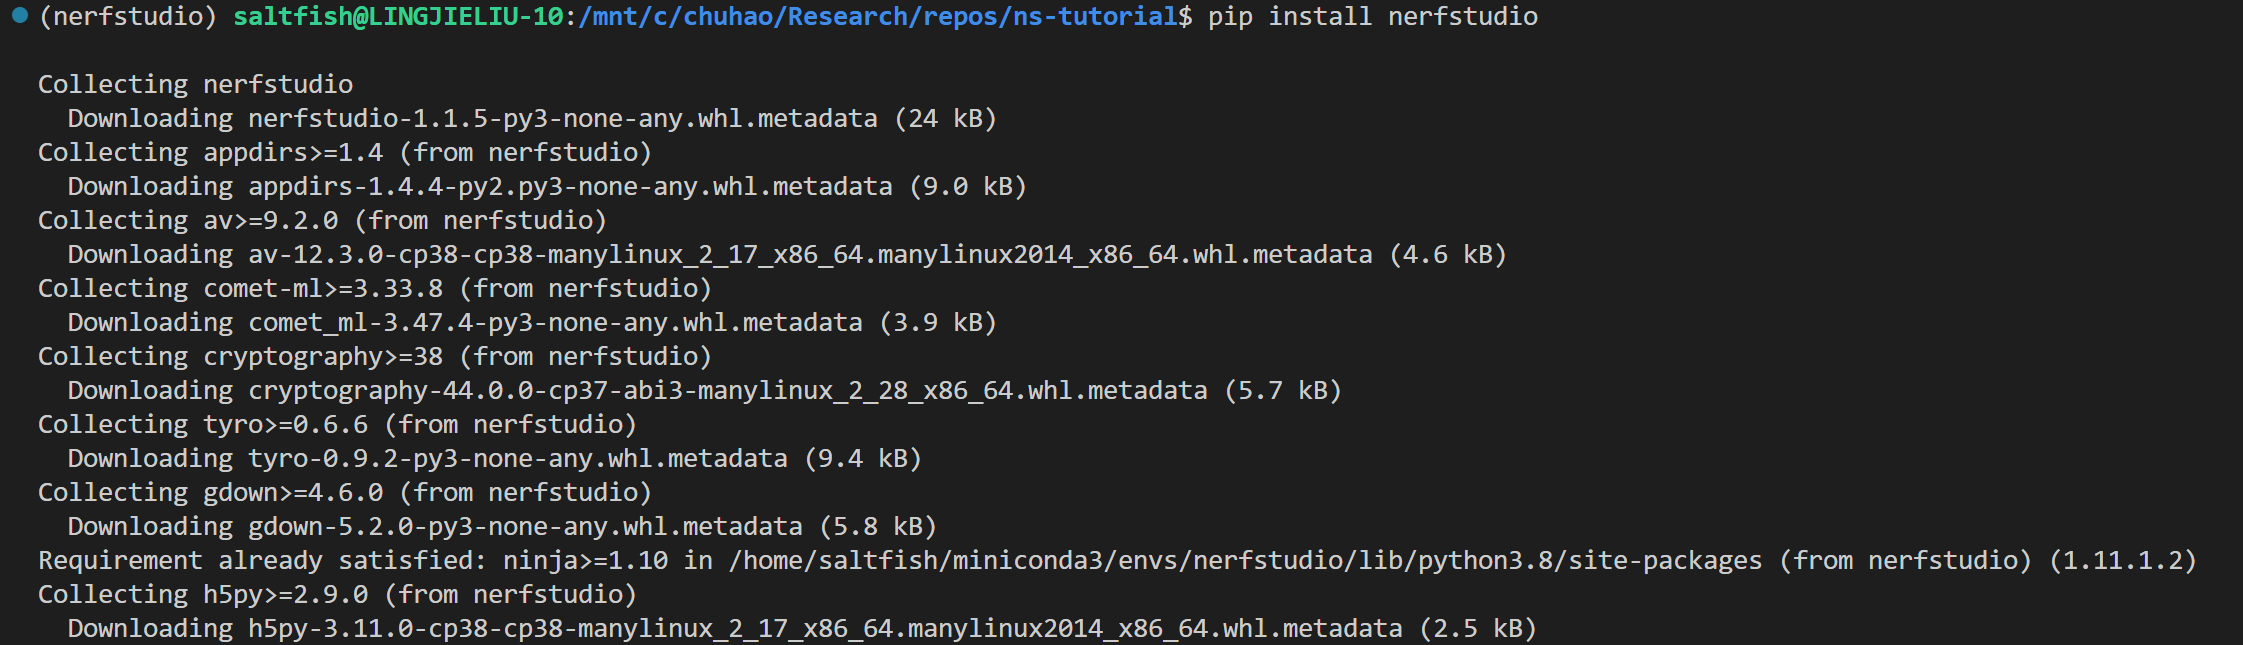 (nerfstudio) saltfish@LINGJIELIU-10:/mnt/c/chuhao/Research/repos/ns-tutorial$ pip install nerfstudio
Collecting nerfstudio
Downloading nerfstudio-1.1.5-py3-none-any.whl.metadata (24 kB)
Collecting appdirs>=1.4 (from nerfstudio)
Downloading appdirs-1.4.4-py2.py3-none-any.whl.metadata (9.0 kB)
Collecting av>=9.2.0 (from nerfstudio)
Downloading av-12.3.0-cp38-cp38-manylinux_2_17_x86_64.manylinux2014_x86_64.whl.metadata (4.6 kB)
Collecting comet-ml>=3.33.8 (from nerfstudio)
Downloading comet_ml-3.47.4-py3-none-any.whl.metadata (3.9 kB)
Collecting cryptography>=38 (from nerfstudio)
Downloading cryptography-44.0.0-cp37-abi3-manylinux_2_28_x86_64.whl.metadata (5.7 kB)
Collecting tyro>=0.6.6 (from nerfstudio)
Downloading tyro-0.9.2-py3-none-any.whl.metadata (9.4 kB)
Collecting gdown>=4.6.0 (from nerfstudio)
Downloading gdown-5.2.0-py3-none-any.whl.metadata (5.8 kB)
Requirement already satisfied: ninja>=1.10 in /home/saltfish/miniconda3/envs/nerfstudio/lib/python3.8/site-packages (from nerfstudio) (1.11.1.2)
Collecting h5py>=2.9.0 (from nerfstudio)
Downloading h5py-3.11.0-cp38-cp38-manylinux_2_17_x86_64.manylinux2014_x86_64.whl.metadata (2.5 kB)